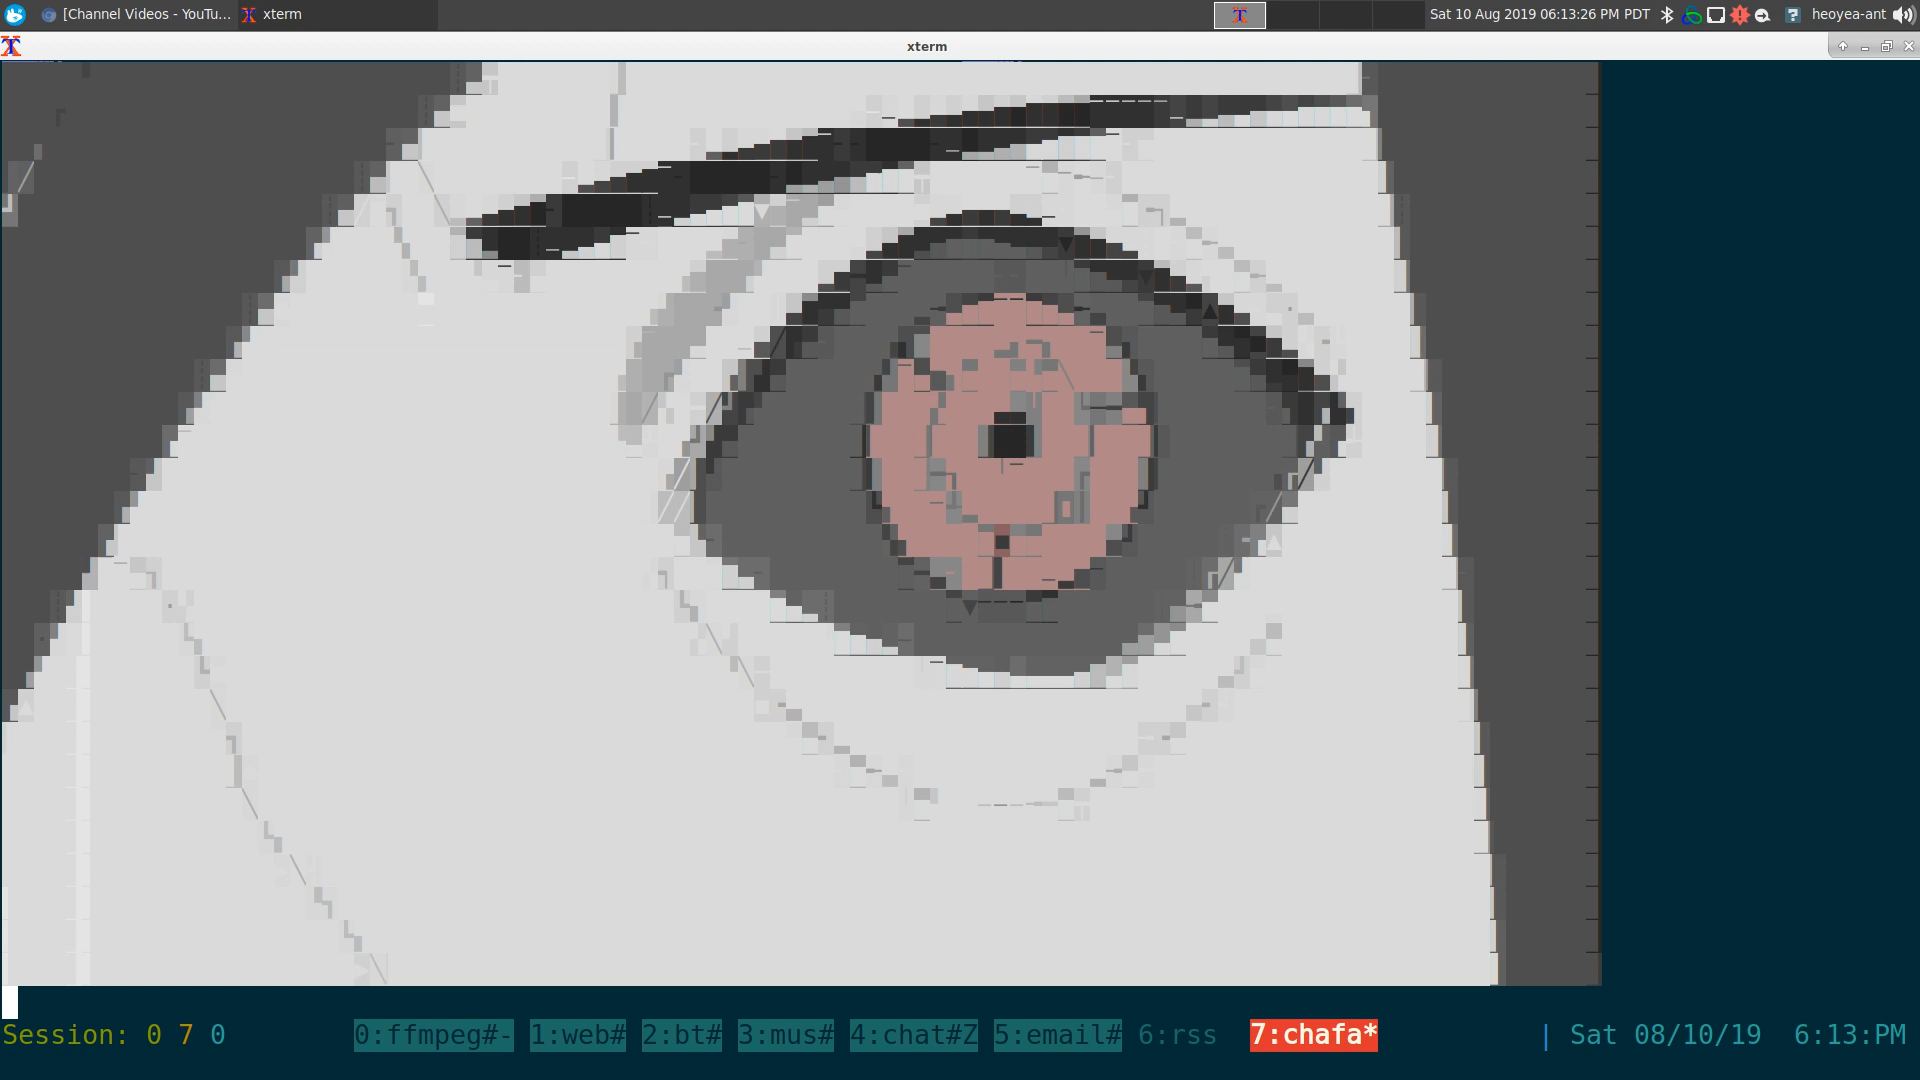 [Channel Videos - YouTu... xterm Sat 10 Aug 2019 06:13:26 PM PDT heoyea-ant
xterm
Session: 0 7 0 0:ffmpeg#- 1:web# 2:bt# 3:mus# 4:chat#Z 5:email# 6:rss 7:chafa* | Sat 08/10/19 6:13:PM